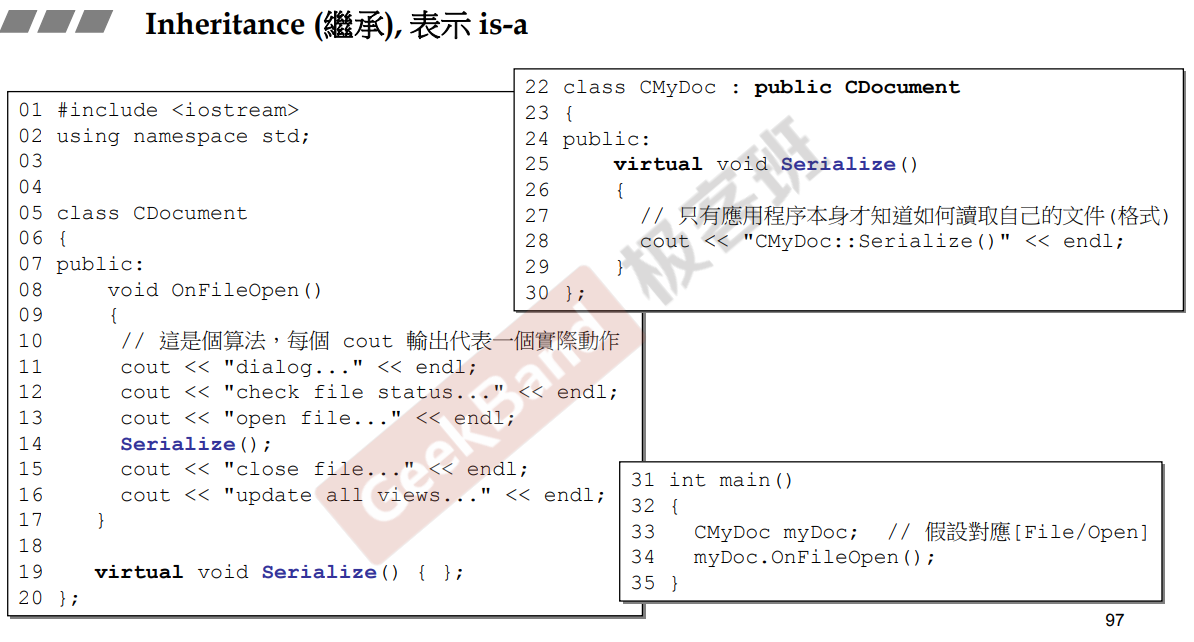 Inheritance (繼承), 表示 is-a
01 #include <iostream>
02 using namespace std;
03
04
05 class CDocument
06 {
07 public:
08     void OnFileOpen()
09     {
10      // 這是個算法，每個 cout 輸出代表一個實際動作
11      cout << "dialog..." << endl;
12      cout << "check file status..." << endl;
13      cout << "open file..." << endl;
14      Serialize();
15      cout << "close file..." << endl;
16      cout << "update all views..." << endl;
17    }
18
19    virtual void Serialize() { };
20 };
22 class CMyDoc : public CDocument
23 {
24 public:
25     virtual void Serialize()
26     {
27       // 只有應用程序本身才知道如何讀取自己的文件(格式)
28       cout << "CMyDoc::Serialize()" << endl;
29     }
30 };
31 int main()
32 {
33   CMyDoc myDoc;  // 假設對應[File/Open]
34   myDoc.OnFileOpen();
35 }
GeekBand 极客班
97